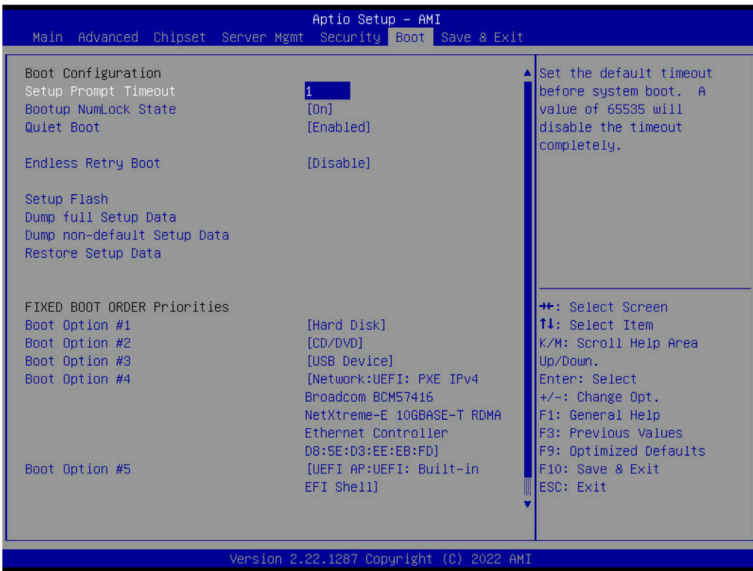 Aptio Setup – AMI
Main Advanced Chipset Server Mgmt Security Boot Save & Exit
Boot Configuration
Setup Prompt Timeout 1
Bootup NumLock State [On]
Quiet Boot [Enabled]
Endless Retry Boot [Disable]
Setup Flash
Dump full Setup Data
Dump non-default Setup Data
Restore Setup Data
FIXED BOOT ORDER Priorities
Boot Option #1 [Hard Disk]
Boot Option #2 [CD/DVD]
Boot Option #3 [USB Device]
Boot Option #4 [Network:UEFI: PXE IPv4
Broadcom BCM57416
NetXtreme-E 10GBASE-T RDMA
Ethernet Controller
D8:5E:D3:EE:EB:FD]
Boot Option #5 [UEFI AP:UEFI: Built-in
EFI Shell]
Set the default timeout
before system boot. A
value of 65535 will
disable the timeout
completely.
→←: Select Screen
↑↓: Select Item
K/M: Scroll Help Area
Up/Down.
Enter: Select
+/-: Change Opt.
F1: General Help
F3: Previous Values
F9: Optimized Defaults
F10: Save & Exit
ESC: Exit
Version 2.22.1287 Copyright (C) 2022 AMI